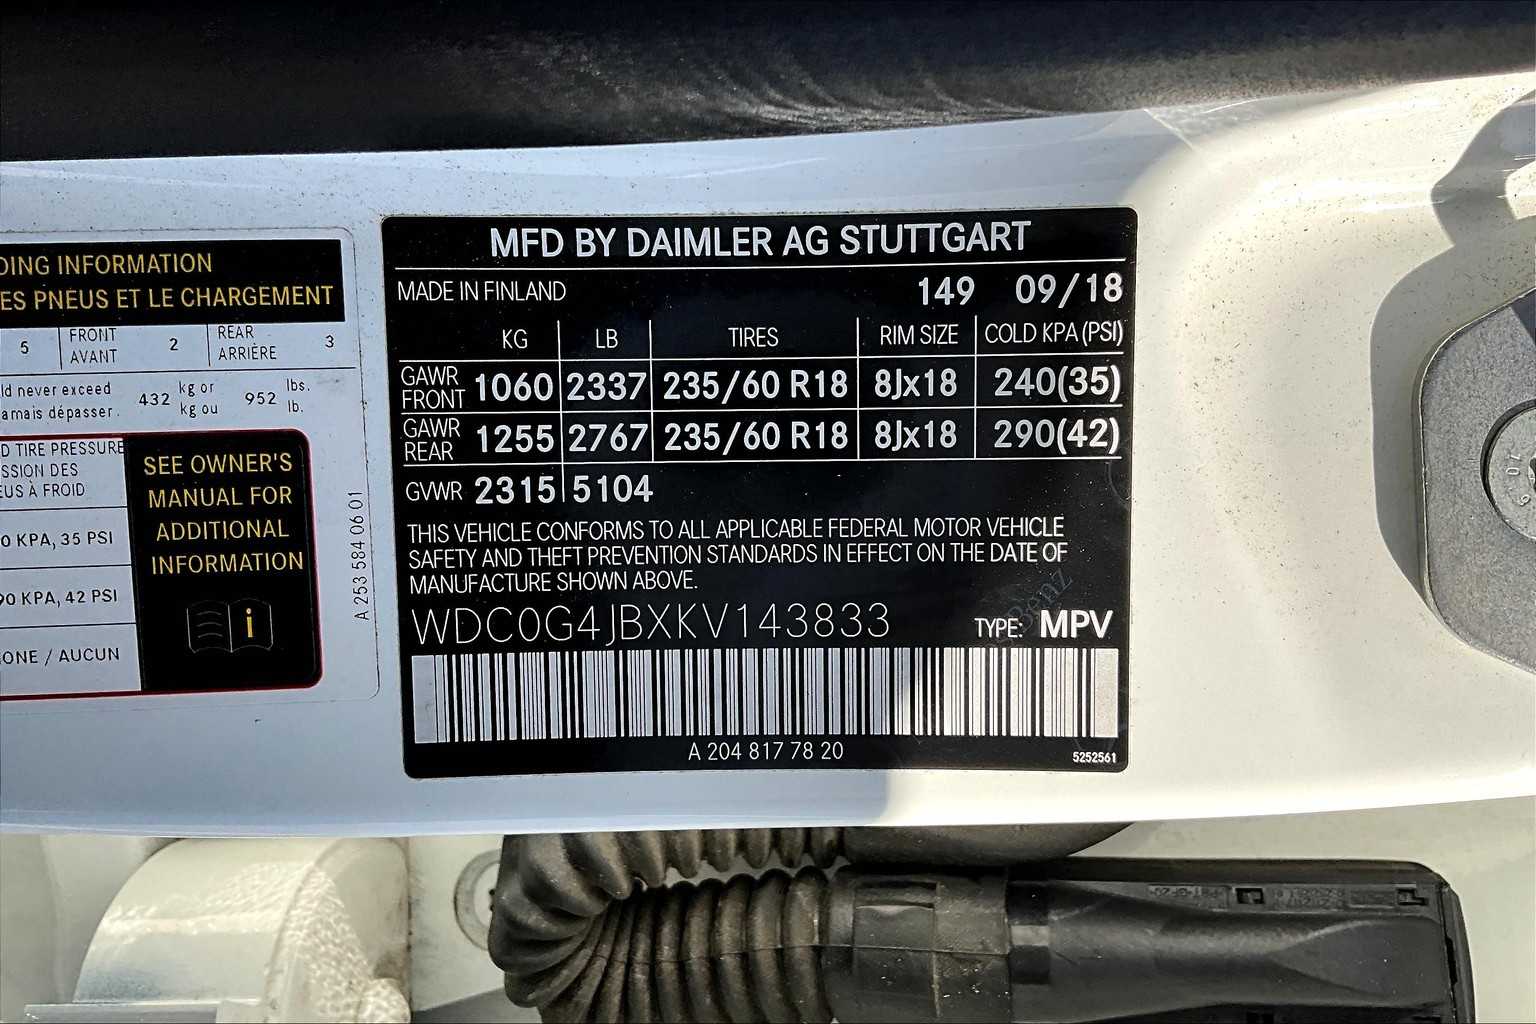 DING INFORMATION
ES PNEUS ET LE CHARGEMENT
5 FRONT AVANT 2 REAR ARRIÈRE 3
ld never exceed 432 kg or 952 lbs.
amais dépasser. kg ou lb.
D TIRE PRESSURE
SSION DES
EUS À FROID
0 KPA, 35 PSI
90 KPA, 42 PSI
ONE / AUCUN
SEE OWNER'S
MANUAL FOR
ADDITIONAL
INFORMATION
i
A 253 584 06 01
MFD BY DAIMLER AG STUTTGART
MADE IN FINLAND 149 09/18
KG LB TIRES RIM SIZE COLD KPA (PSI)
GAWR FRONT 1060 2337 235/60 R18 8Jx18 240(35)
GAWR REAR 1255 2767 235/60 R18 8Jx18 290(42)
GVWR 2315 5104
THIS VEHICLE CONFORMS TO ALL APPLICABLE FEDERAL MOTOR VEHICLE
SAFETY AND THEFT PREVENTION STANDARDS IN EFFECT ON THE DATE OF
MANUFACTURE SHOWN ABOVE.
WDC0G4JBXKV143833 TYPE: MPV
A 204 817 78 20
5252561